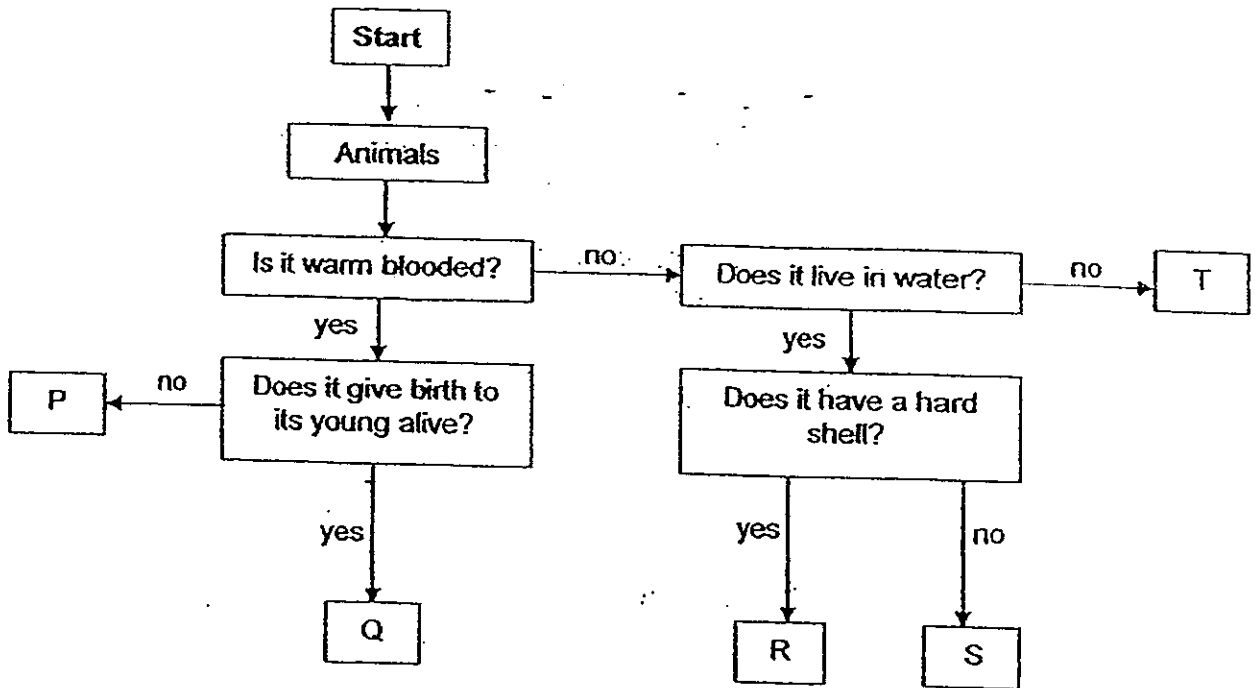 Start
Animals
Is it warm blooded?
no
Does it live in water?
no
T
yes
yes
P
no
Does it give birth to
its young alive?
Does it have a hard
shell?
yes
yes
no
Q
R
S